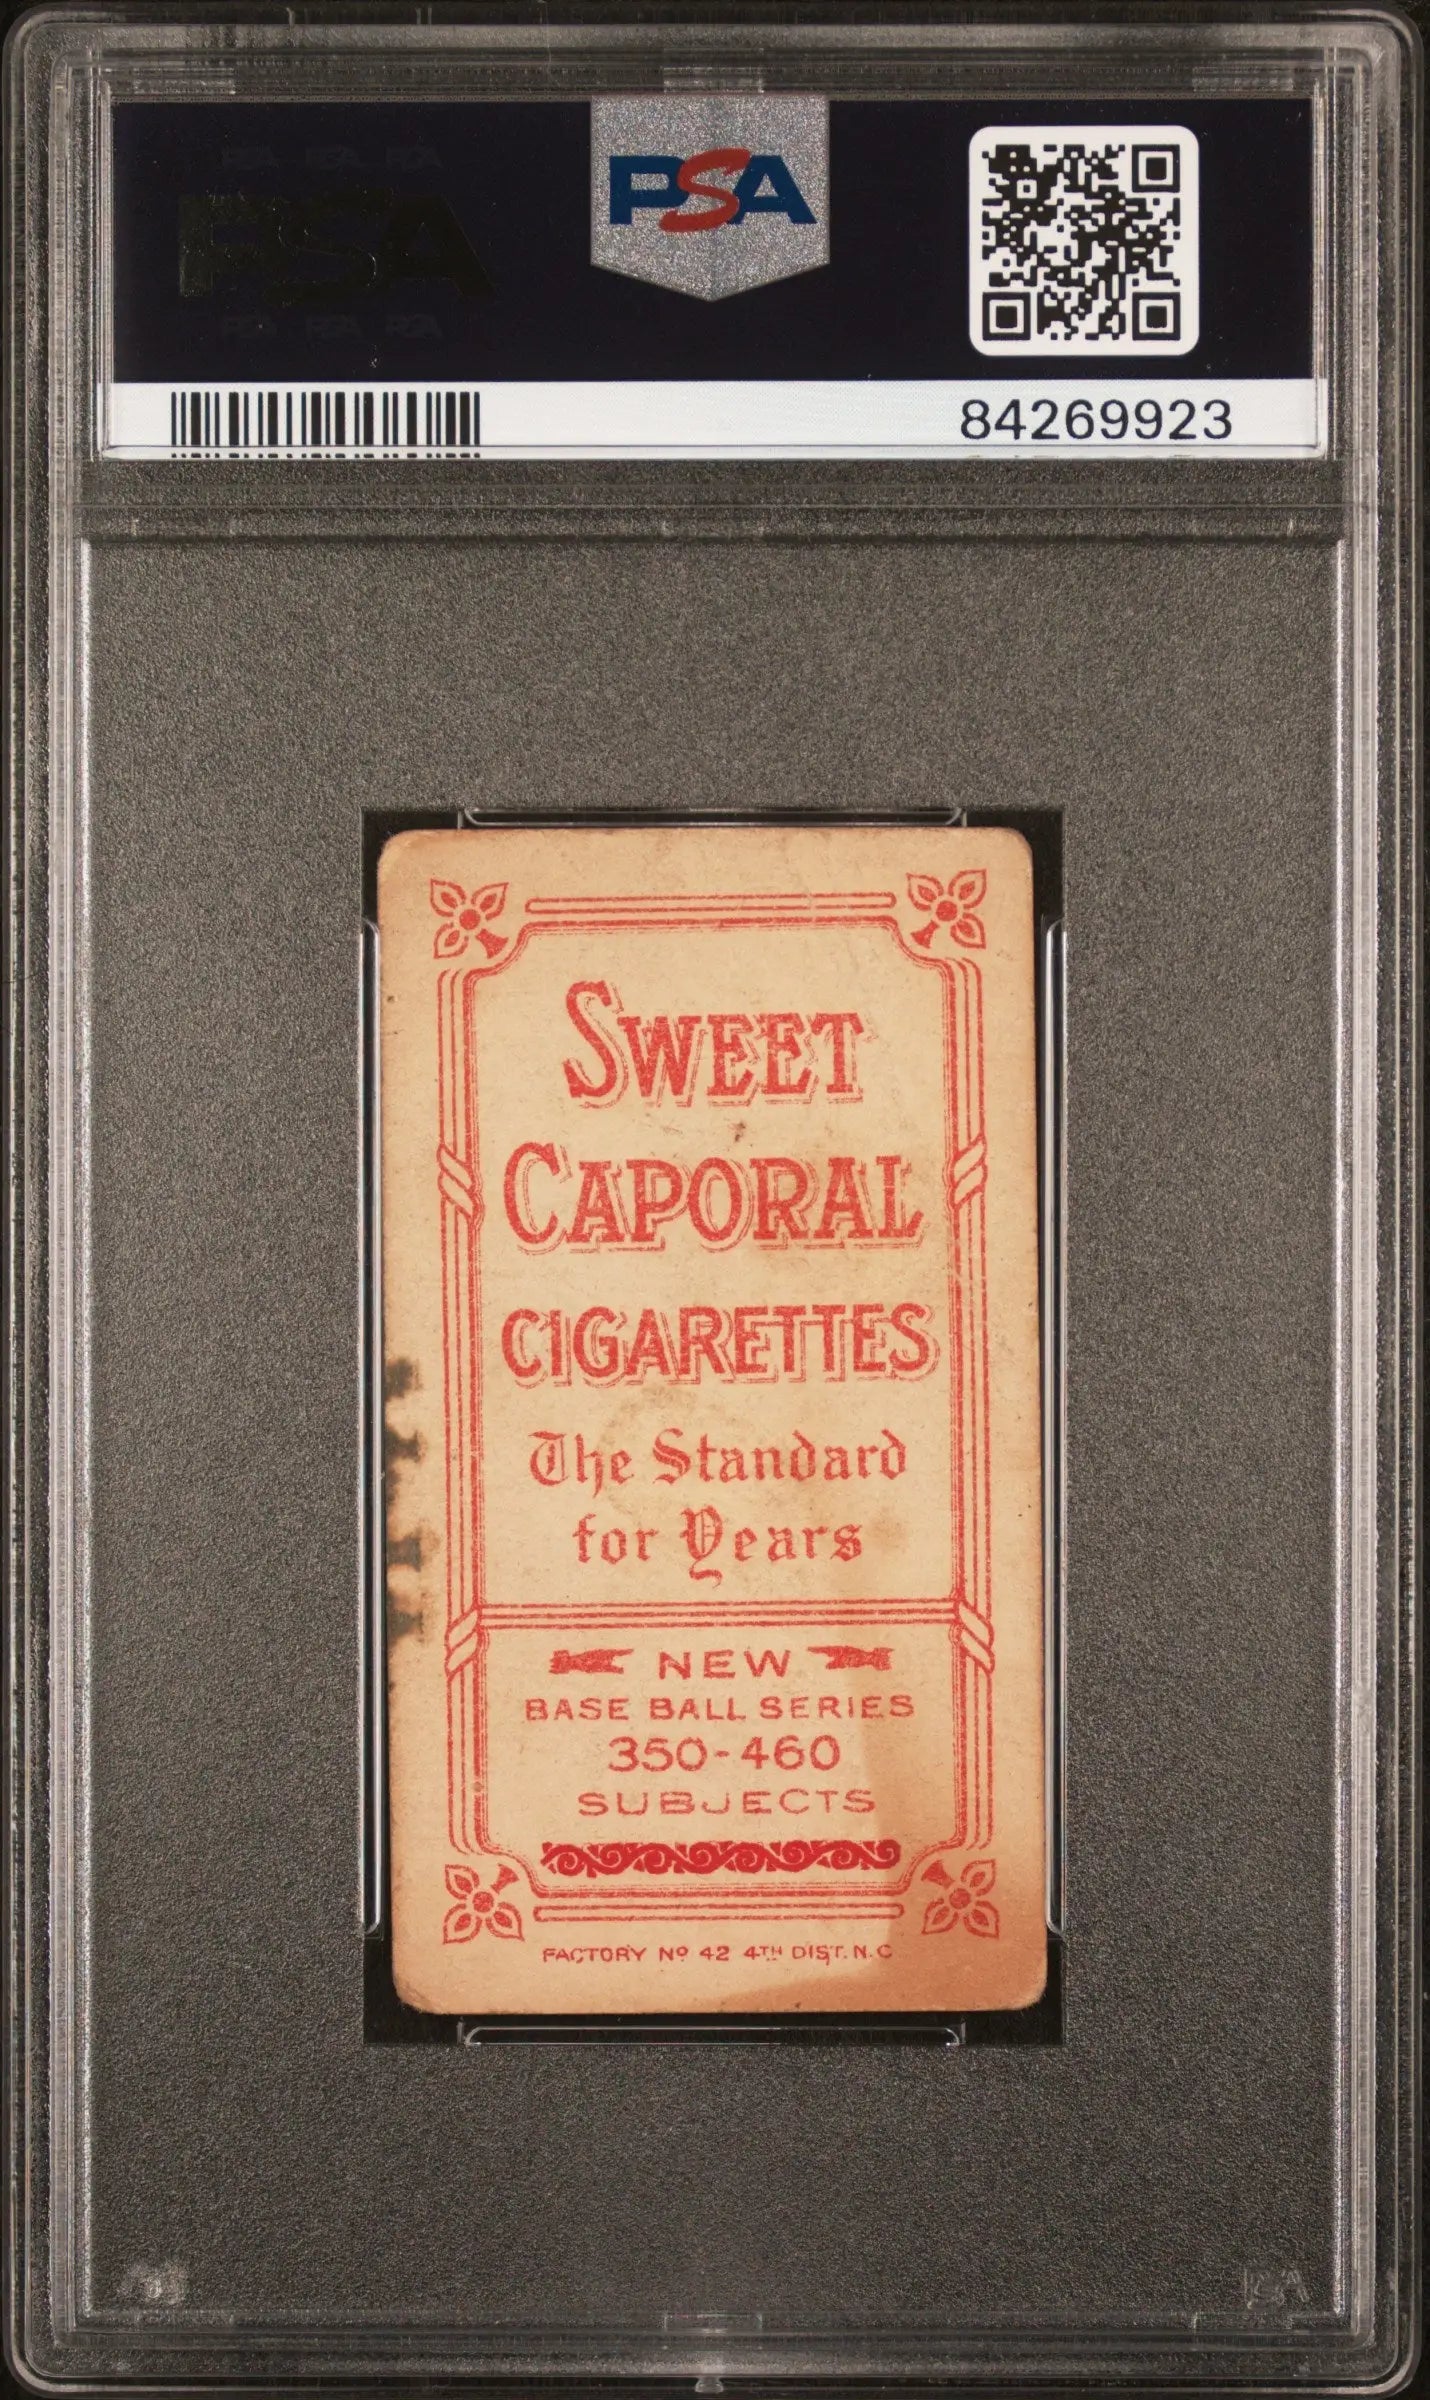 PSA
84269923
SWEET
CAPORAL
CIGARETTES
The Standard
for Years
NEW
BASE BALL SERIES
350-460
SUBJECTS
FACTORY Nº 42 4TH DIST. N.C